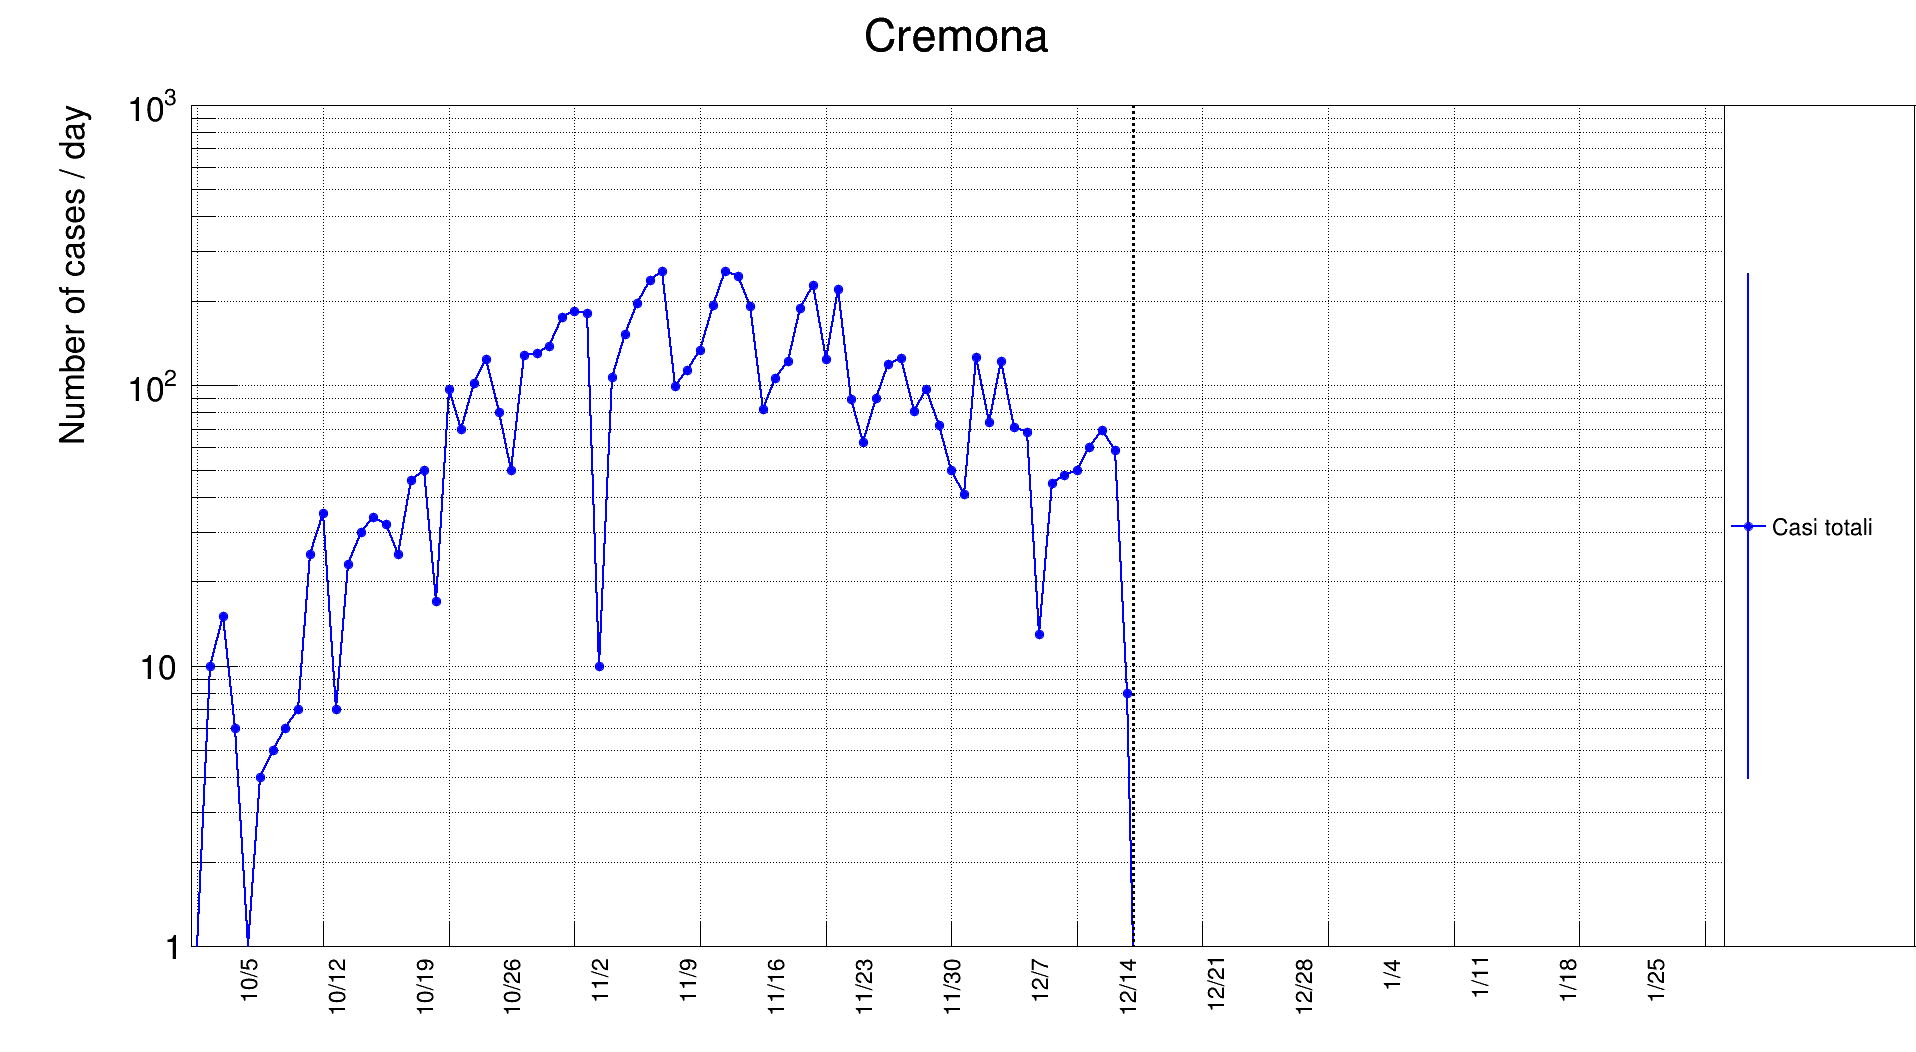 Cremona
Number of cases / day
10³
10²
10
1
10/5 10/12 10/19 10/26 11/2 11/9 11/16 11/23 11/30 12/7 12/14 12/21 12/28 1/4 1/11 1/18 1/25
Casi totali